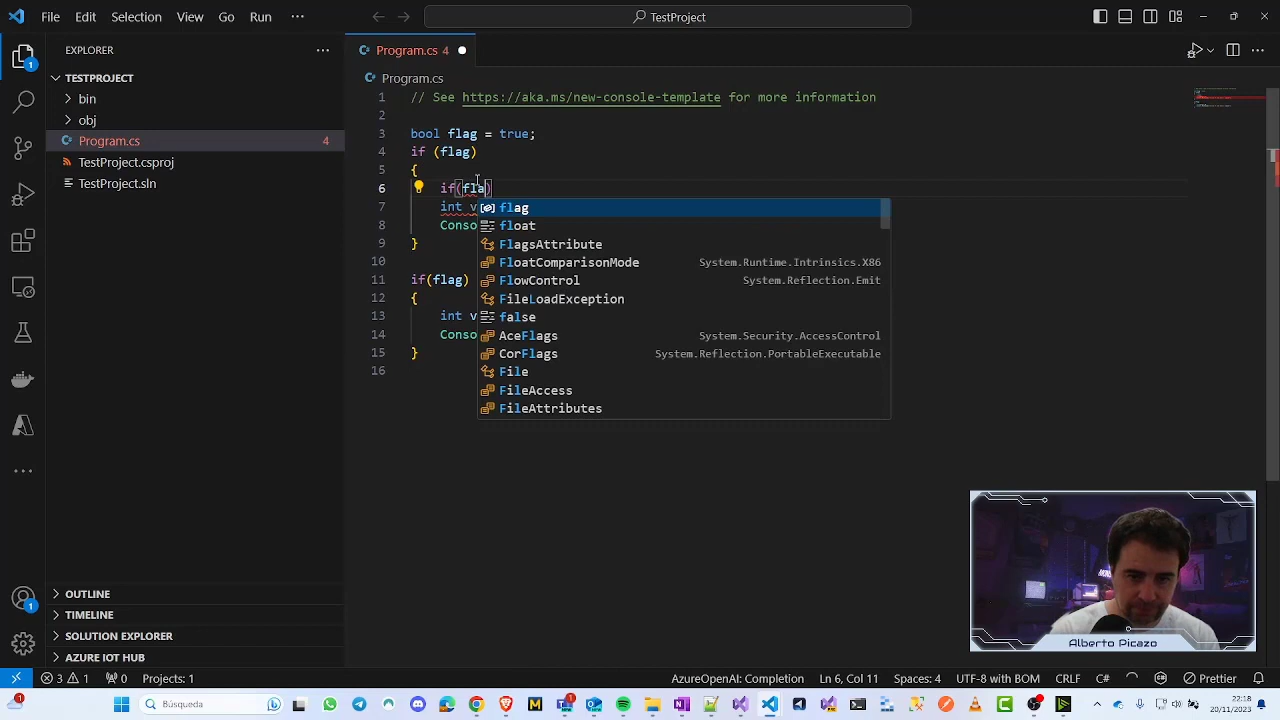 File Edit Selection View Go Run ··· TestProject
EXPLORER ···
TESTPROJECT
bin
obj
Program.cs 4
TestProject.csproj
TestProject.sln
OUTLINE
TIMELINE
SOLUTION EXPLORER
AZURE IOT HUB
Program.cs 4
Program.cs
1 // See https://aka.ms/new-console-template for more information
2
3 bool flag = true;
4 if (flag)
5 {
6 if(fla)
7 int v
8 Conso
9 }
10
11 if(flag)
12 {
13 int v
14 Conso
15 }
16
flag
float
FlagsAttribute
FloatComparisonMode System.Runtime.Intrinsics.X86
FlowControl System.Reflection.Emit
FileLoadException
false
AceFlags System.Security.AccessControl
CorFlags System.Reflection.PortableExecutable
File
FileAccess
FileAttributes
Alberto Picazo
3 1 0 Projects: 1 AzureOpenAI: Completion Ln 6, Col 11 Spaces: 4 UTF-8 with BOM CRLF C# Prettier
Búsqueda 22:18
20/11/2023